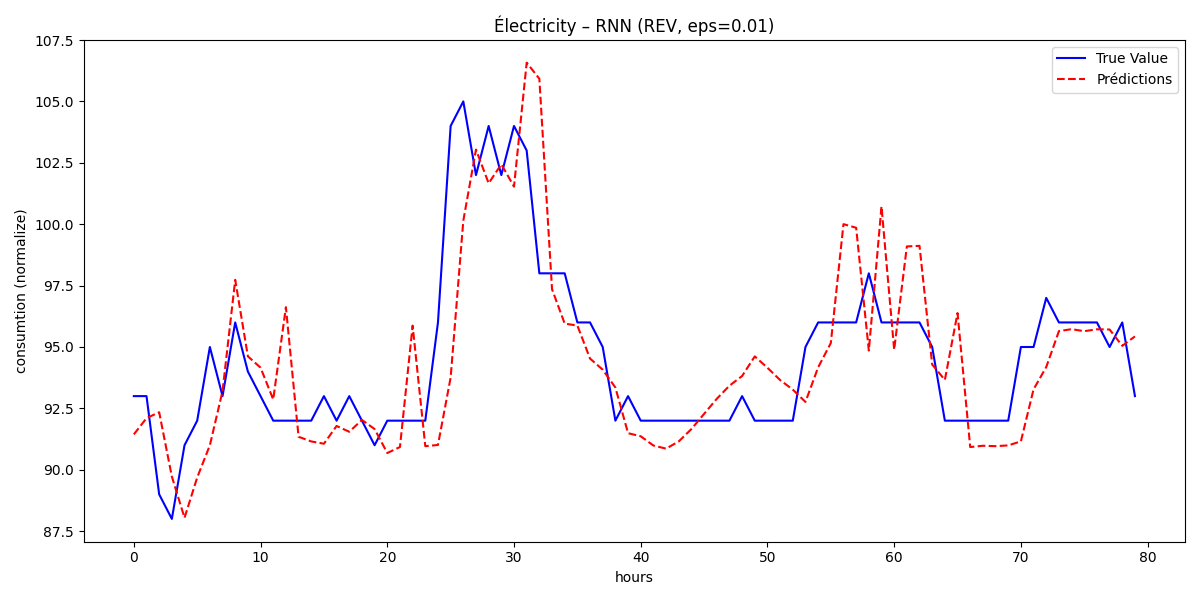 Électricity – RNN (REV, eps=0.01)
107.5
105.0
102.5
100.0
97.5
95.0
92.5
90.0
87.5
consumtion (normalize)
True Value
Prédictions
0 10 20 30 40 50 60 70 80
hours